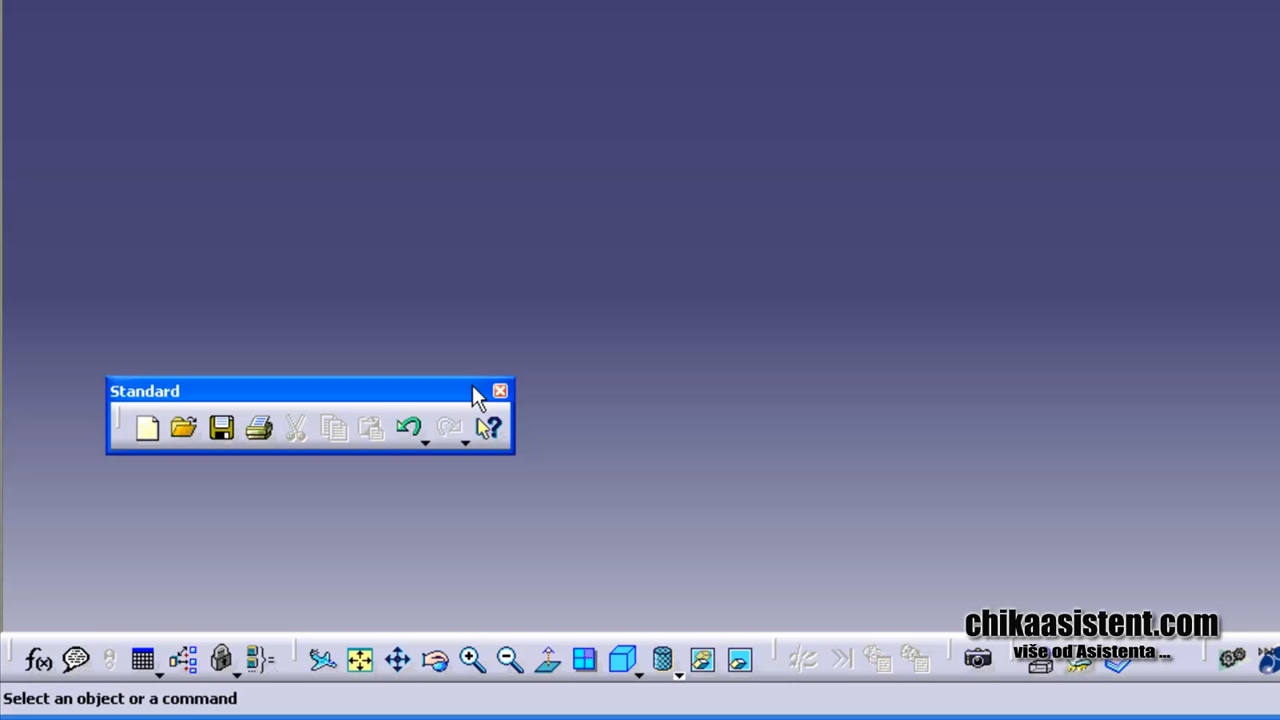 Standard
chikaasistent.com
više od Asistenta ...
f(x)
Select an object or a command